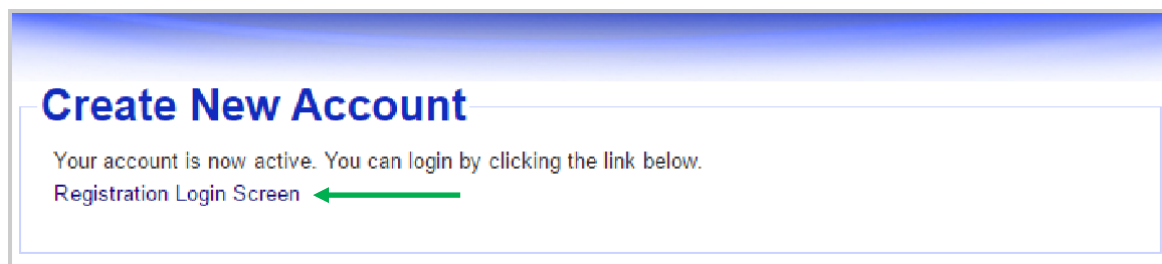 Create New Account
Your account is now active. You can login by clicking the link below.
Registration Login Screen